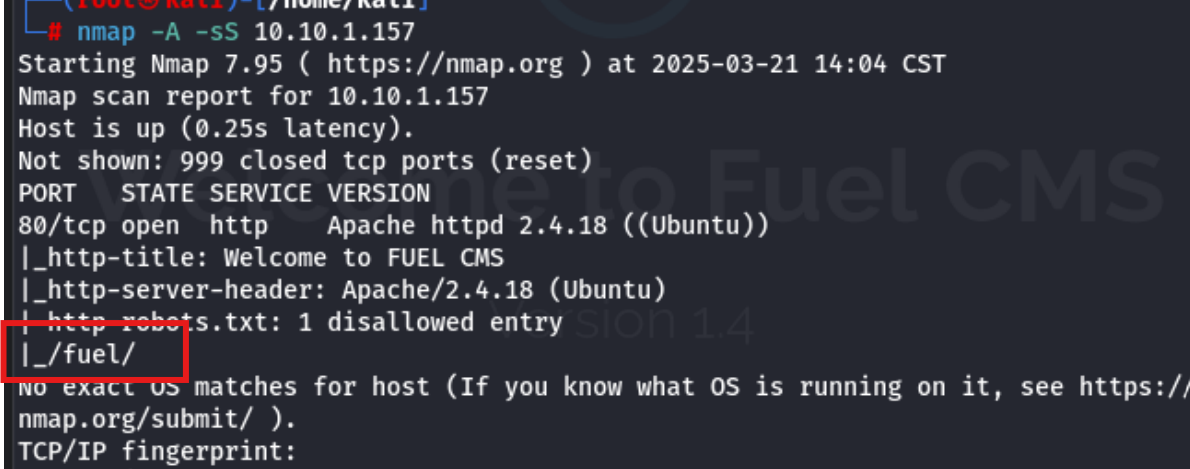 (root㉿kali)-[/home/kali]
└─# nmap -A -sS 10.10.1.157
Starting Nmap 7.95 ( https://nmap.org ) at 2025-03-21 14:04 CST
Nmap scan report for 10.10.1.157
Host is up (0.25s latency).
Not shown: 999 closed tcp ports (reset)
Welcome to Fuel CMS
PORT   STATE SERVICE VERSION
80/tcp open  http    Apache httpd 2.4.18 ((Ubuntu))
|_http-title: Welcome to FUEL CMS
|_http-server-header: Apache/2.4.18 (Ubuntu)
| http-robots.txt: 1 disallowed entry
Version 1.4
|_/fuel/
No exact OS matches for host (If you know what OS is running on it, see https://
nmap.org/submit/ ).
TCP/IP fingerprint: